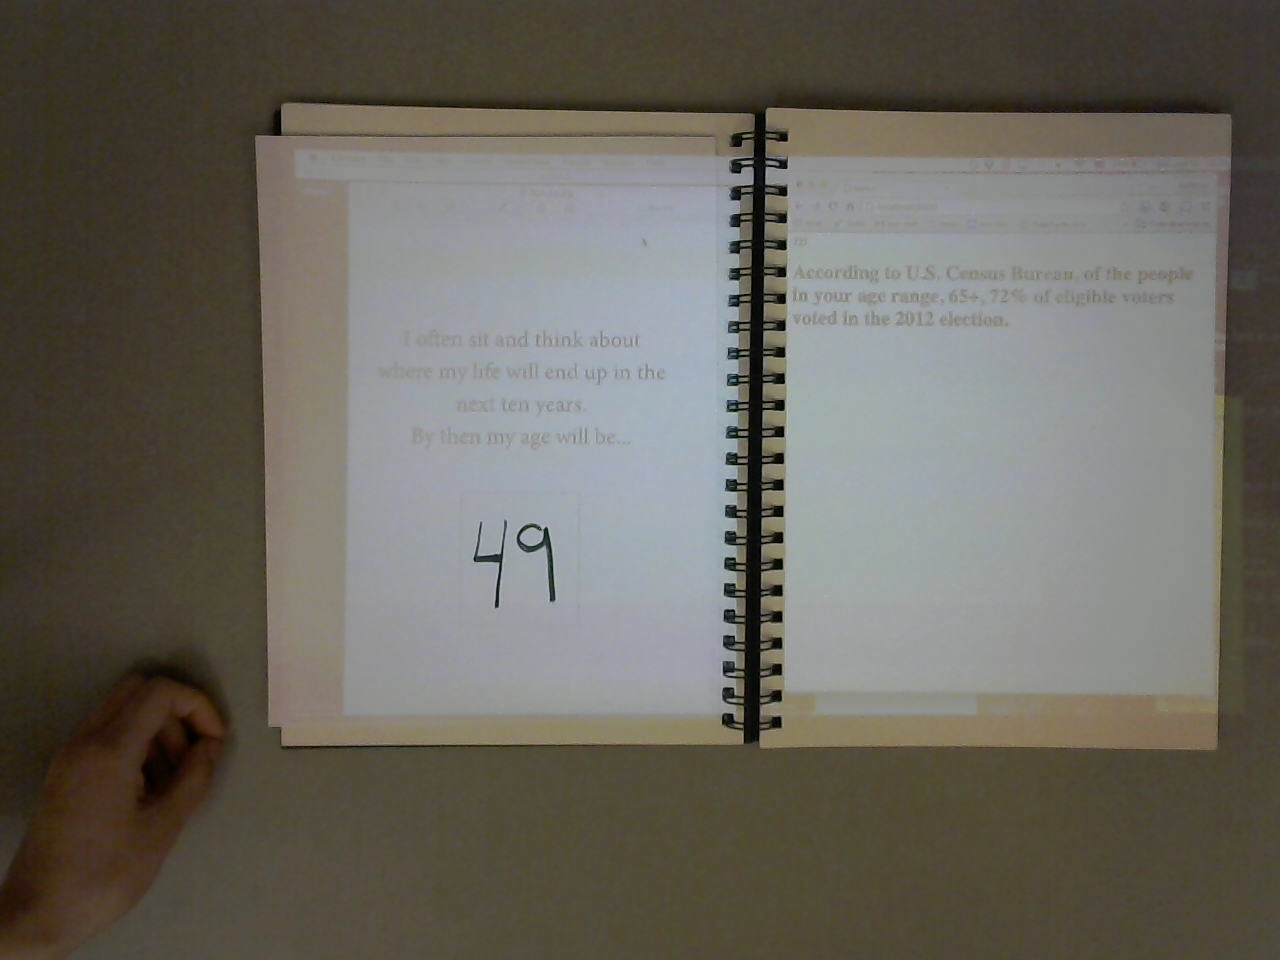 I often sit and think about
where my life will end up in the
next ten years.
By then my age will be...
49
According to U.S. Census Bureau, of the people
in your age range, 65+, 72% of eligible voters
voted in the 2012 election.